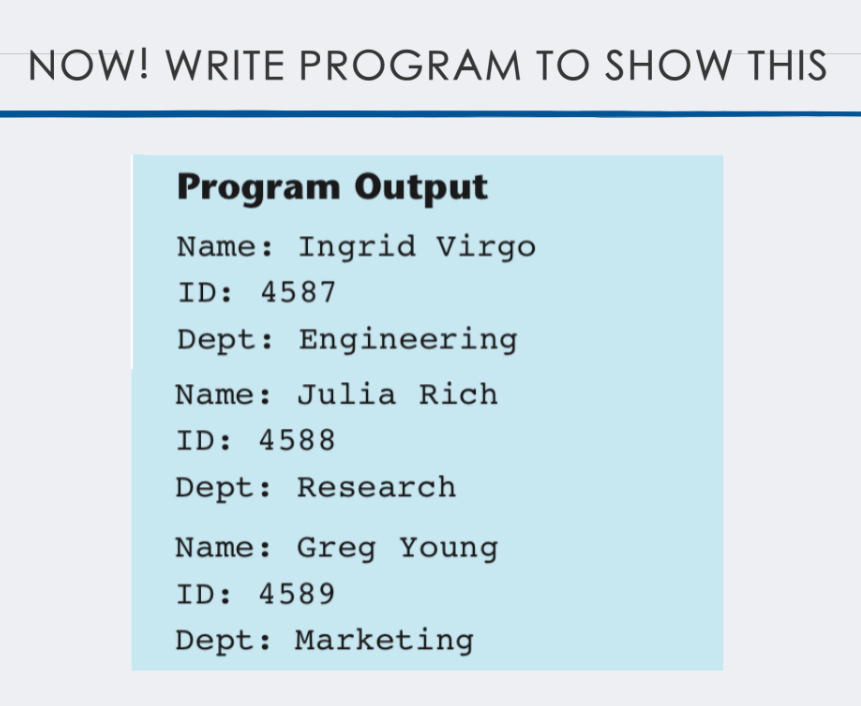 NOW! WRITE PROGRAM TO SHOW THIS
Program Output
Name: Ingrid Virgo
ID: 4587
Dept: Engineering
Name: Julia Rich
ID: 4588
Dept: Research
Name: Greg Young
ID: 4589
Dept: Marketing